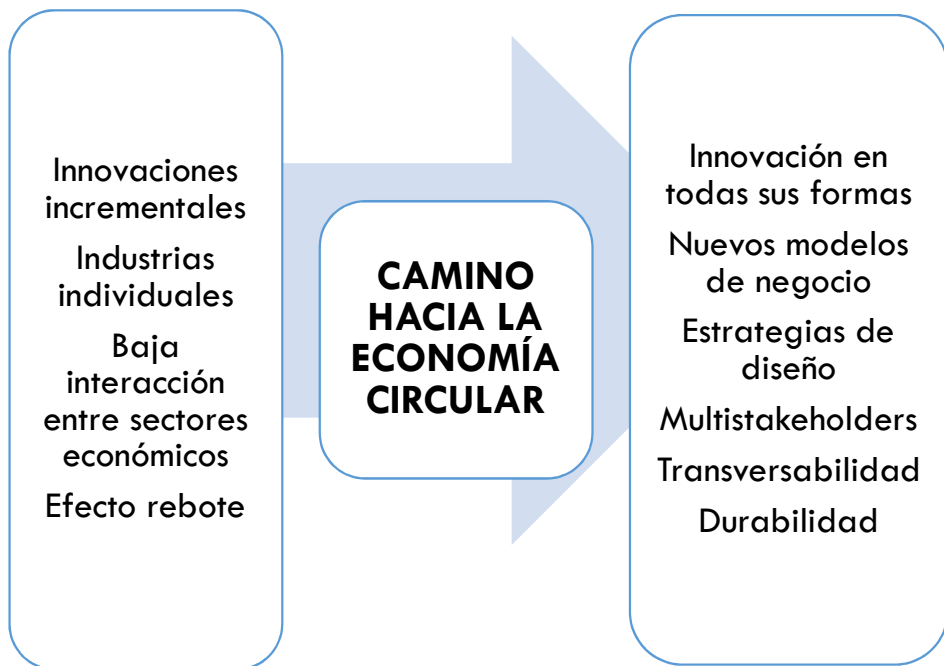 Innovaciones
incrementales
Industrias
individuales
Baja
interacción
entre sectores
económicos
Efecto rebote
CAMINO
HACIA LA
ECONOMÍA
CIRCULAR
Innovación en
todas sus formas
Nuevos modelos
de negocio
Estrategias de
diseño
Multistakeholders
Transversabilidad
Durabilidad